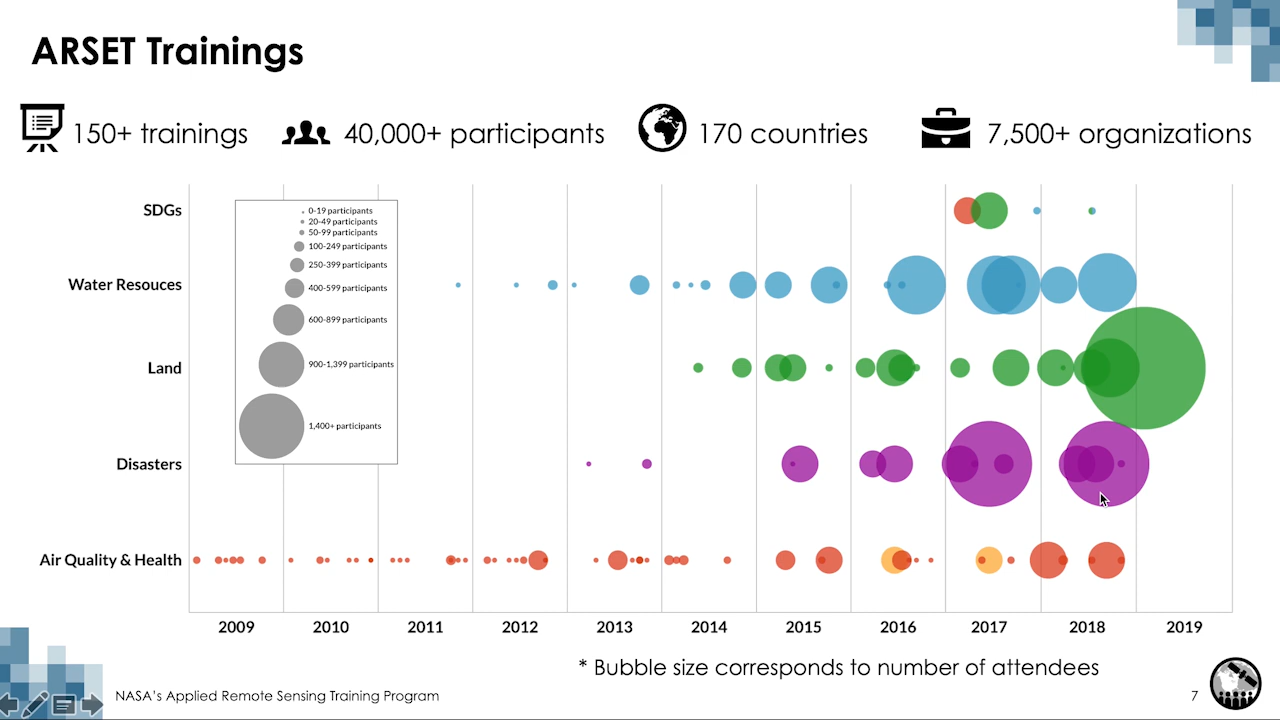 ARSET Trainings
150+ trainings
40,000+ participants
170 countries
7,500+ organizations
0-19 participants
20-49 participants
50-99 participants
100-249 participants
250-399 participants
400-599 participants
600-899 participants
900-1,399 participants
1,400+ participants
SDGs
Water Resouces
Land
Disasters
Air Quality & Health
2009 2010 2011 2012 2013 2014 2015 2016 2017 2018 2019
* Bubble size corresponds to number of attendees
NASA's Applied Remote Sensing Training Program
7